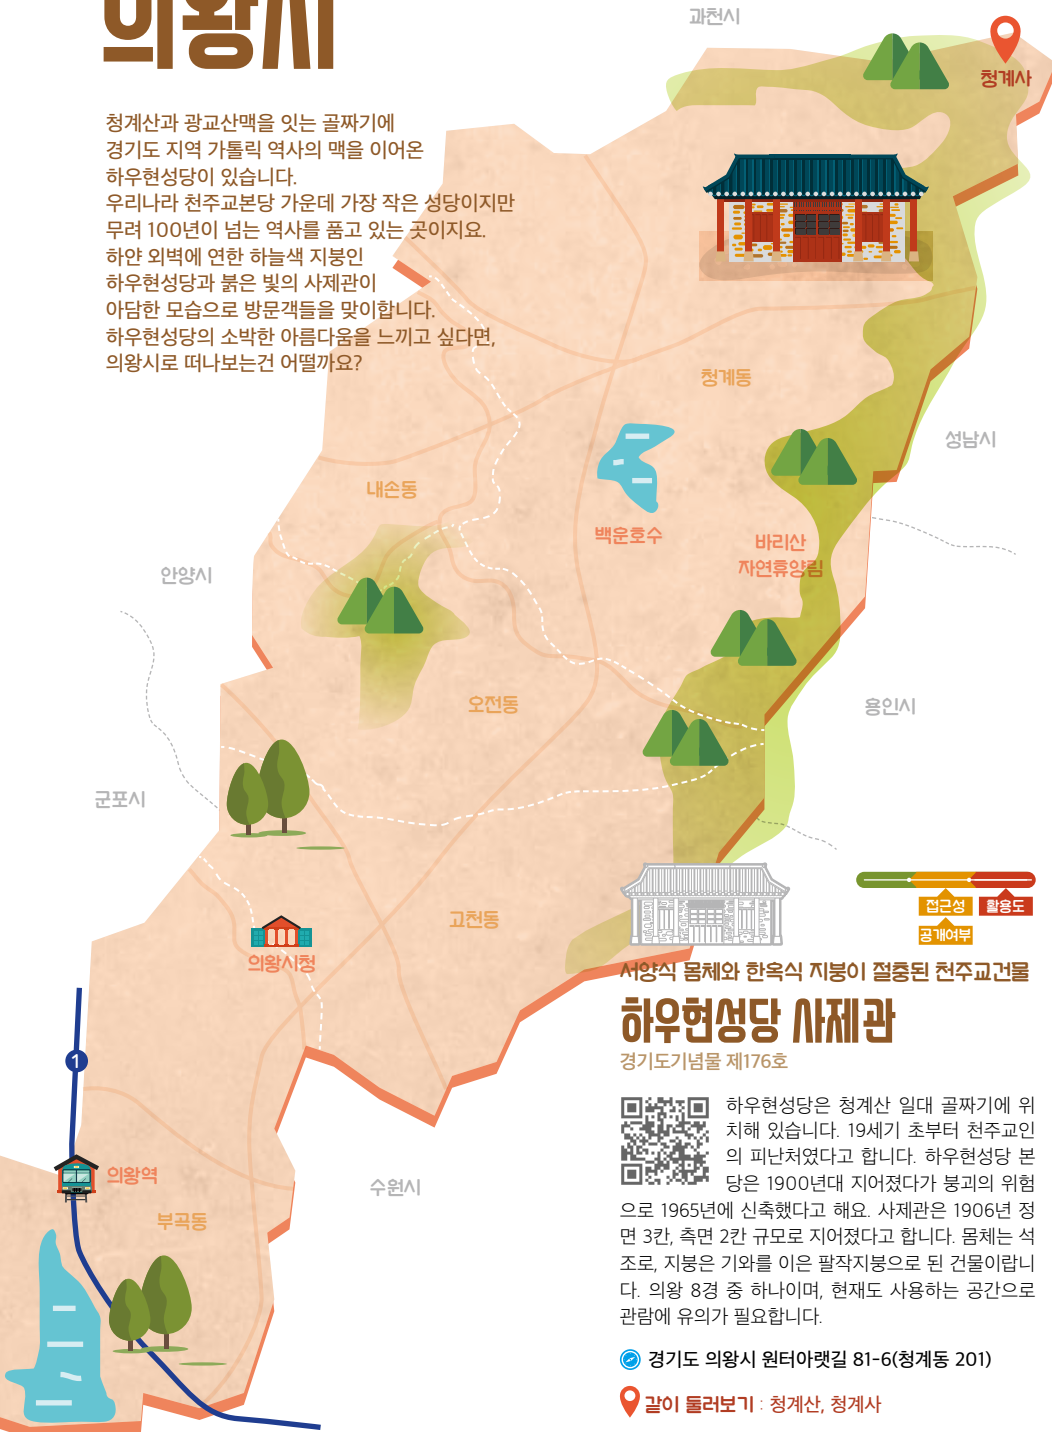 의왕시
과천시
청계사
청계산과 광교산맥을 잇는 골짜기에
경기도 지역 가톨릭 역사의 맥을 이어온
하우현성당이 있습니다.
우리나라 천주교본당 가운데 가장 작은 성당이지만
무려 100년이 넘는 역사를 품고 있는 곳이지요.
하얀 외벽에 연한 하늘색 지붕인
하우현성당과 붉은 빛의 사제관이
아담한 모습으로 방문객들을 맞이합니다.
하우현성당의 소박한 아름다움을 느끼고 싶다면,
의왕시로 떠나보는건 어떨까요?
청계동
성남시
내손동
백운호수
바리산
자연휴양림
안양시
오전동
용인시
군포시
고천동
의왕시청
접근성
활용도
공개여부
서양식 몸체와 한옥식 지붕이 절충된 천주교건물
하우현성당 사제관
경기도기념물 제176호
1
의왕역
부곡동
수원시
하우현성당은 청계산 일대 골짜기에 위
치해 있습니다. 19세기 초부터 천주교인
의 피난처였다고 합니다. 하우현성당 본
당은 1900년대 지어졌다가 붕괴의 위험
으로 1965년에 신축했다고 해요. 사제관은 1906년 정
면 3칸, 측면 2칸 규모로 지어졌다고 합니다. 몸체는 석
조로, 지붕은 기와를 이은 팔작지붕으로 된 건물이랍니
다. 의왕 8경 중 하나이며, 현재도 사용하는 공간으로
관람에 유의가 필요합니다.
경기도 의왕시 원터아랫길 81-6(청계동 201)
같이 둘러보기 : 청계산, 청계사